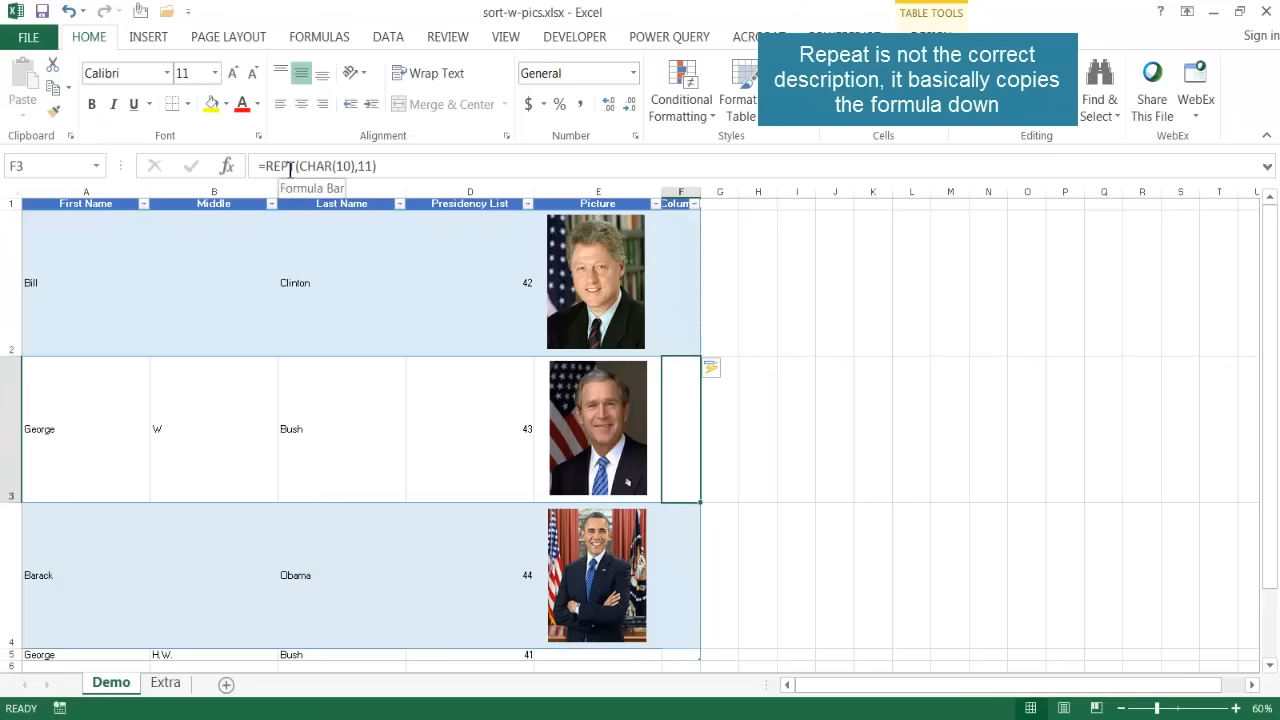 sort-w-pics.xlsx - Excel
TABLE TOOLS
?
Sign in
FILE
HOME
INSERT
PAGE LAYOUT
FORMULAS
DATA
REVIEW
VIEW
DEVELOPER
POWER QUERY
Repeat is not the correct
description, it basically copies
the formula down
Paste
Calibri
11
B I U
Wrap Text
Merge & Center
General
$ % ,
Conditional
Formatting
Format
Table
Find &
Select
Share
This File
WebEx
Clipboard
Font
Alignment
Number
Styles
Cells
Editing
WebEx
F3
fx
=REPT(CHAR(10),11)
Formula Bar
A B C D E F G H I J K L M N O P Q R S T U
1 First Name Middle Last Name Presidency List Picture Colum
2 Bill Clinton 42
3 George W Bush 43
4 Barack Obama 44
5 George H.W. Bush 41
6
Demo
Extra
READY
60%